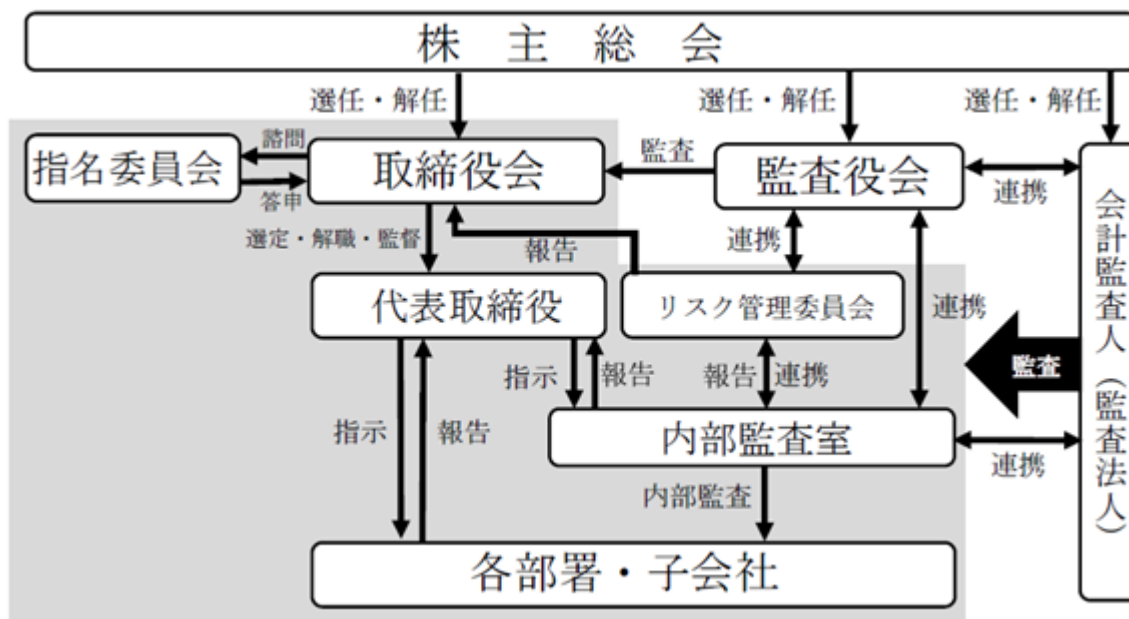 株主総会
選任・解任
選任・解任
選任・解任
諮問
指名委員会
取締役会
監査
監査役会
連携
答申
選定・解職・監督
報告
連携
会計監査人（監査法人）
代表取締役
リスク管理委員会
連携
監査
指示
報告
報告
連携
指示
報告
内部監査室
連携
内部監査
各部署・子会社